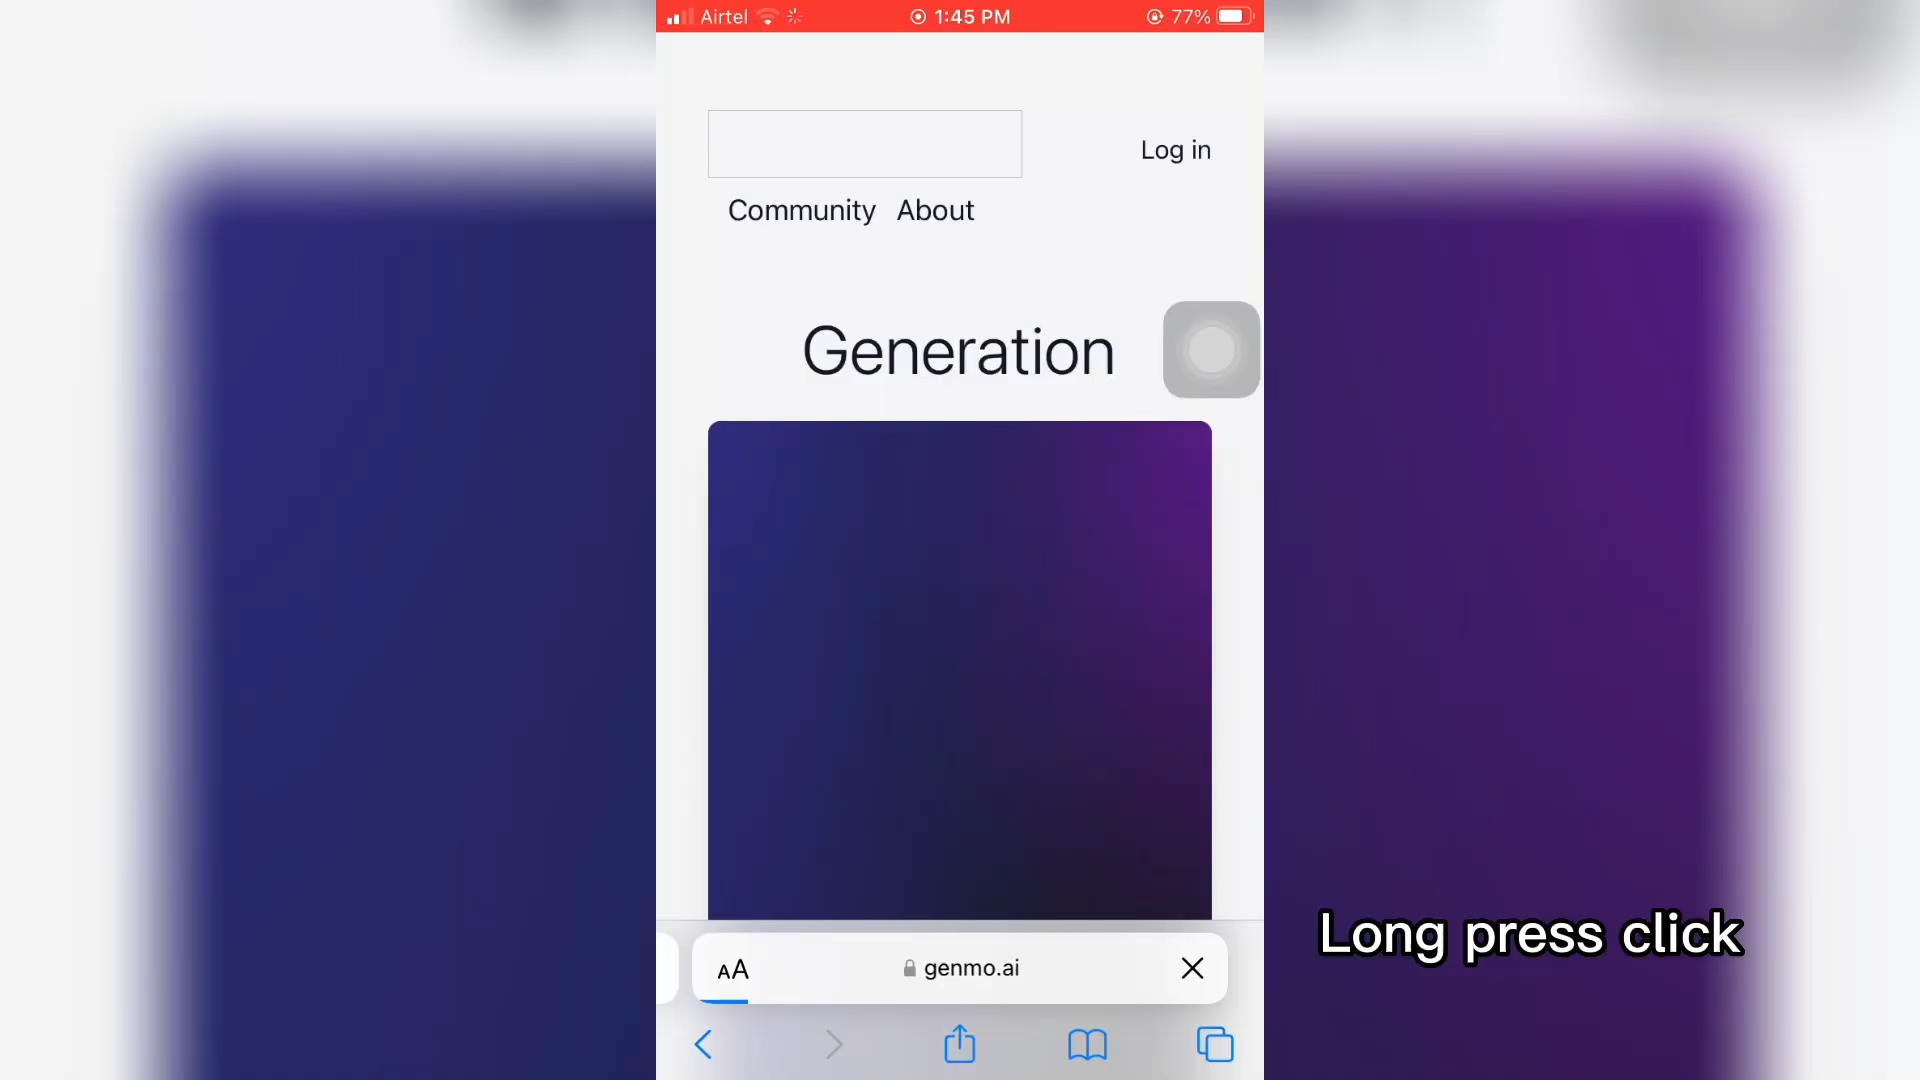 Airtel 1:45 PM 77%
Log in
Community About
Generation
AA genmo.ai
Long press click